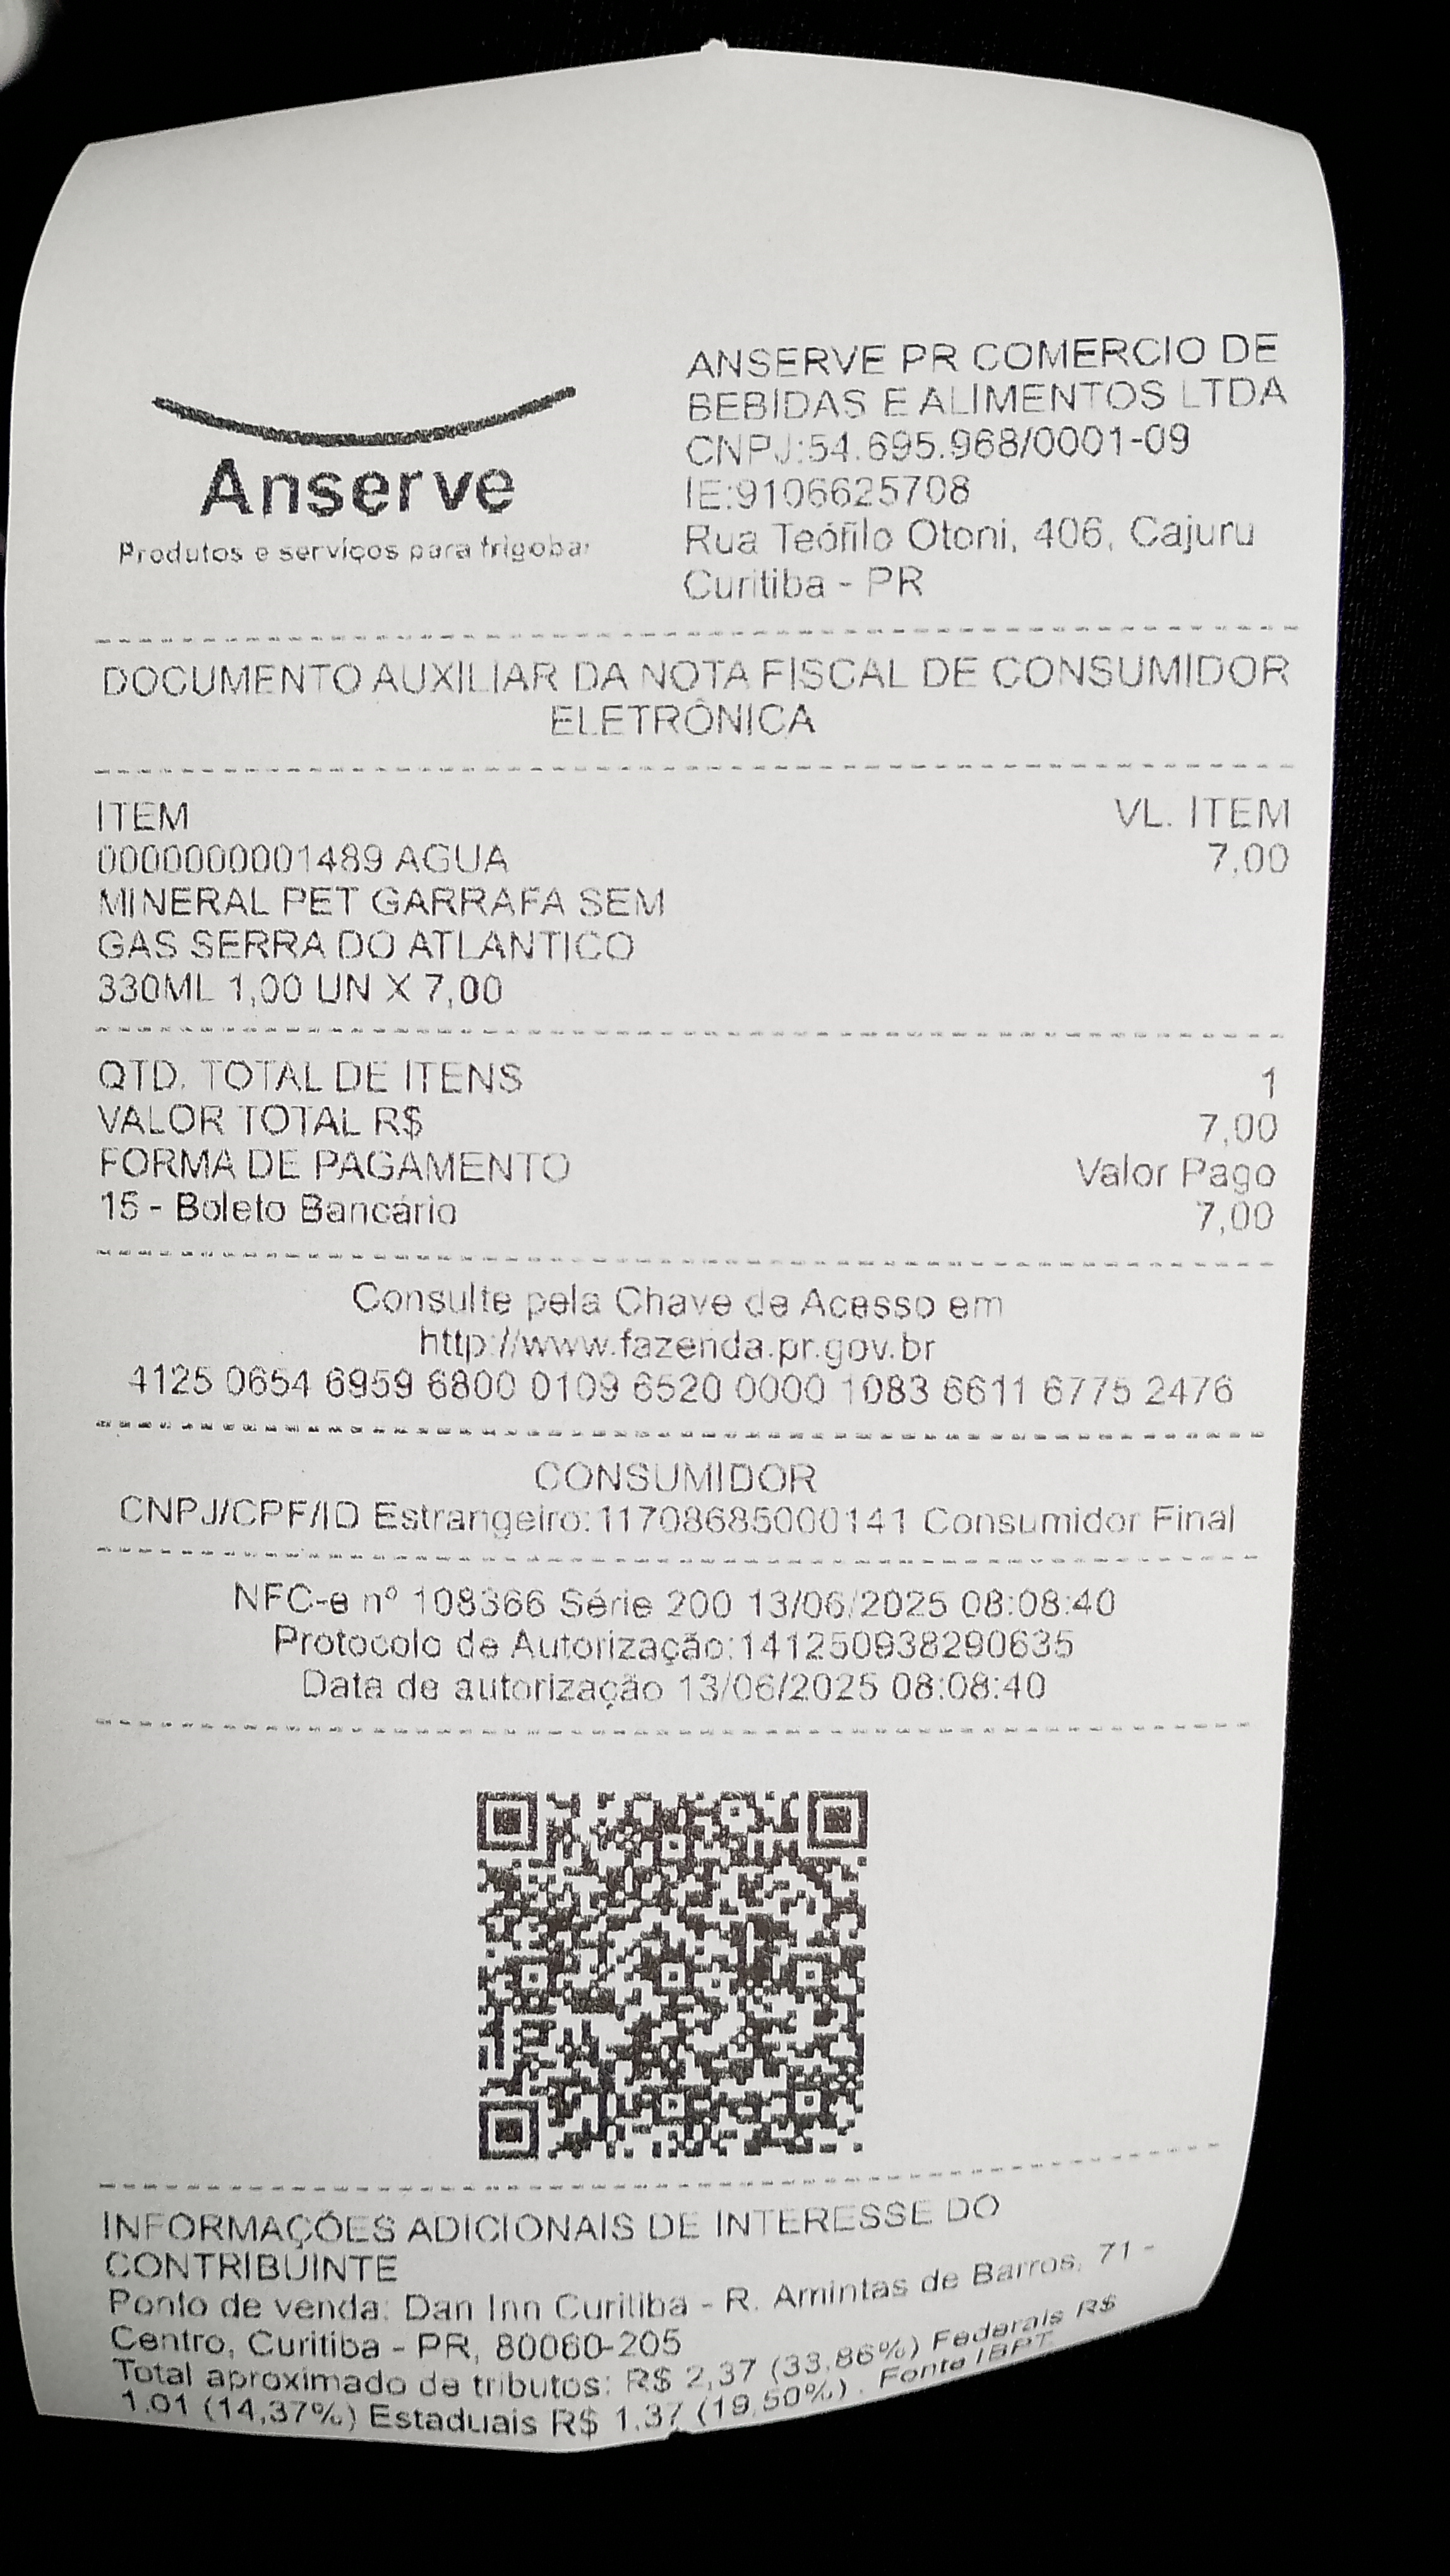 Anserve
Produtos e serviços para frigobar
ANSERVE PR COMERCIO DE
BEBIDAS E ALIMENTOS LTDA
CNPJ:54.695.968/0001-09
IE:9106625708
Rua Teófilo Otoni, 406, Cajuru
Curitiba - PR
DOCUMENTO AUXILIAR DA NOTA FISCAL DE CONSUMIDOR
ELETRÔNICA
ITEM VL. ITEM
0000000001489 AGUA 7,00
MINERAL PET GARRAFA SEM
GAS SERRA DO ATLANTICO
330ML 1,00 UN X 7,00
QTD. TOTAL DE ITENS 1
VALOR TOTAL R$ 7,00
FORMA DE PAGAMENTO Valor Pago
15 - Boleto Bancário 7,00
Consulte pela Chave de Acesso em
http://www.fazenda.pr.gov.br
4125 0654 6959 6800 0109 6520 0000 1083 6611 6775 2476
CONSUMIDOR
CNPJ/CPF/ID Estrangeiro:11708685000141 Consumidor Final
NFC-e nº 108366 Série 200 13/06/2025 08:08:40
Protocolo de Autorização:141250938290635
Data de autorização 13/06/2025 08:08:40
INFORMAÇÕES ADICIONAIS DE INTERESSE DO
CONTRIBUINTE
Ponto de venda: Dan Inn Curitiba - R. Amintas de Barros, 71 -
Centro, Curitiba - PR, 80060-205
Total aproximado de tributos: R$ 2,37 (33,86%) Federais R$
1,01 (14,37%) Estaduais R$ 1,37 (19,50%) . Fonte IBPT